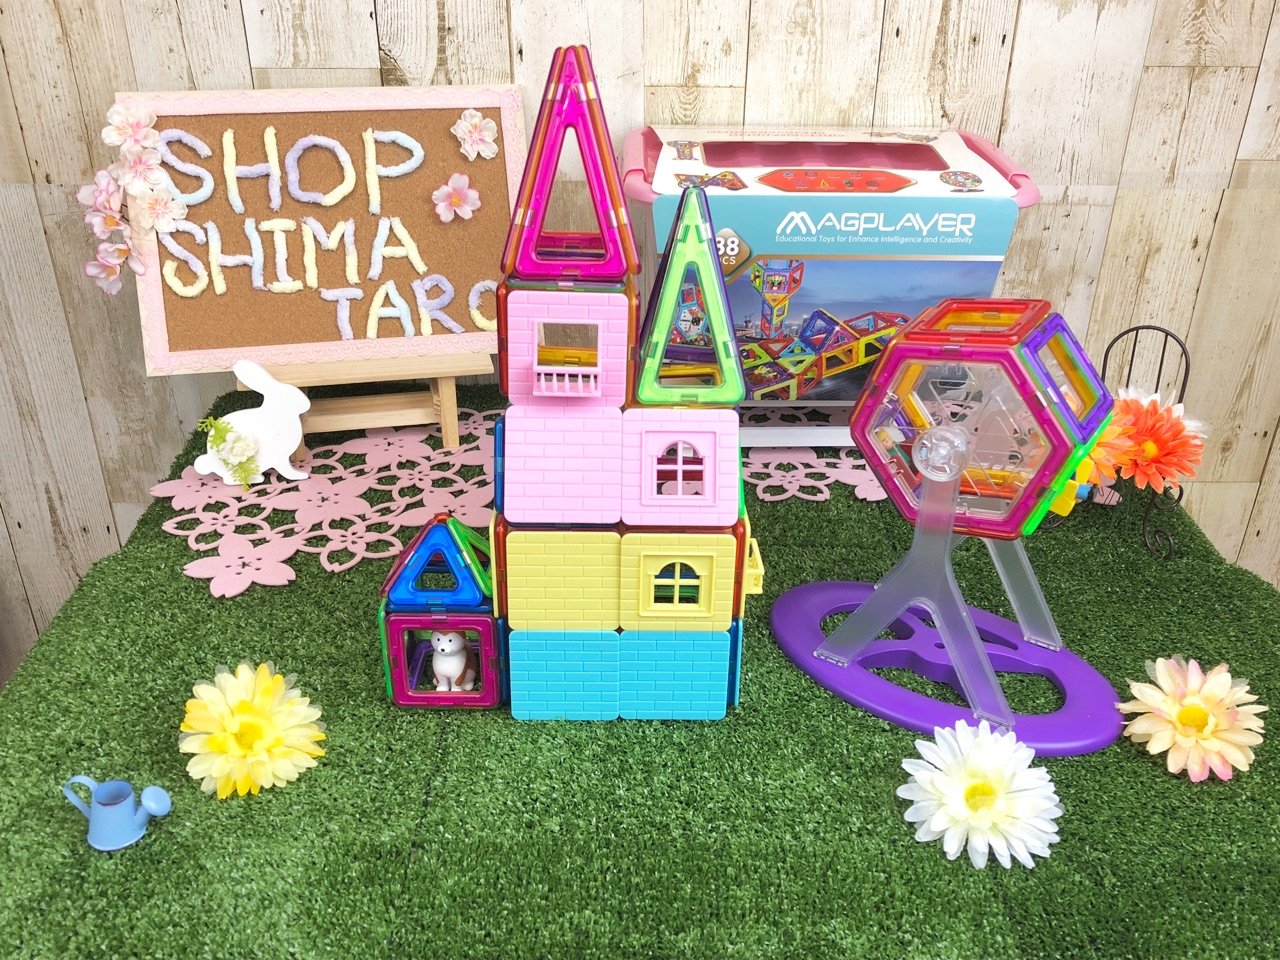 SHOP
SHIMA
TARO
MAGPLAYER
Educational Toys for Enhance Intelligence and Creativity